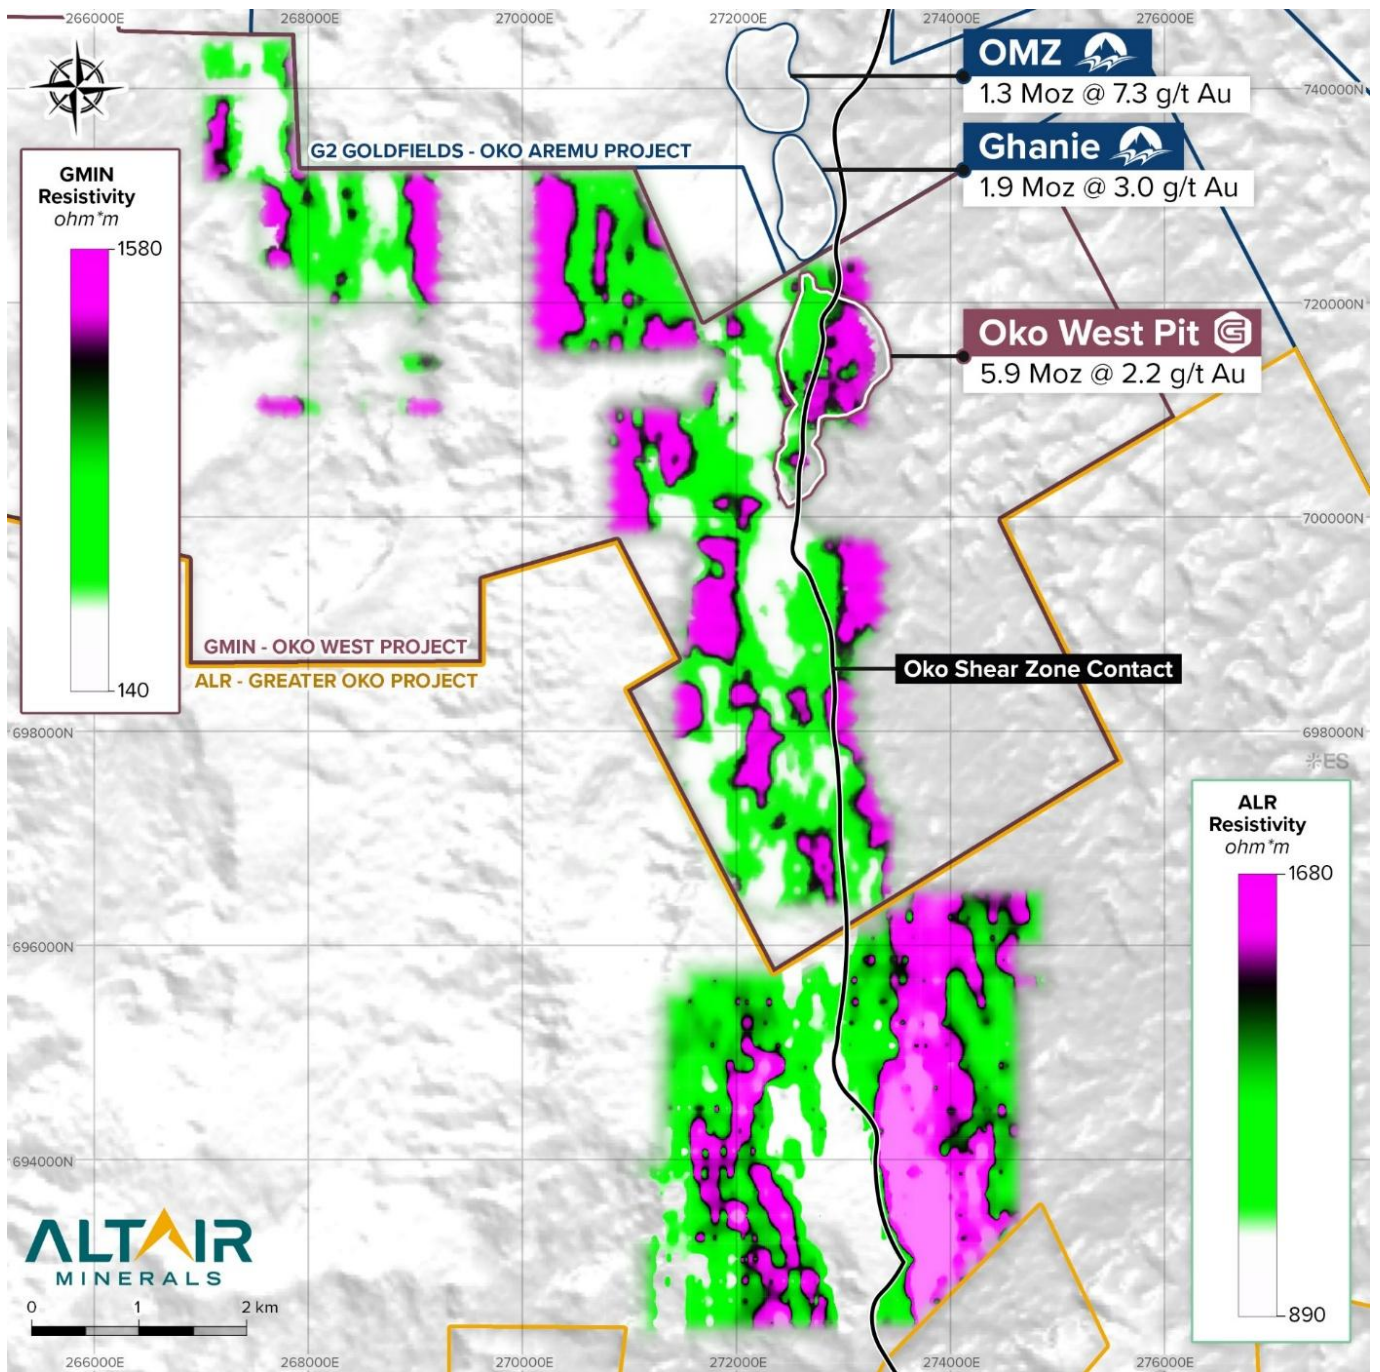 266000E
268000E
270000E
272000E
274000E
276000E
OMZ
1.3 Moz @ 7.3 g/t Au
740000N
Ghanie
1.9 Moz @ 3.0 g/t Au
G2 GOLDFIELDS - OKO AREMU PROJECT
GMIN
Resistivity
ohm*m
1580
140
720000N
Oko West Pit
G
5.9 Moz @ 2.2 g/t Au
700000N
GMIN - OKO WEST PROJECT
ALR - GREATER OKO PROJECT
Oko Shear Zone Contact
698000N
698000N
ES
ALR
Resistivity
ohm*m
1680
890
696000N
694000N
ALTAIR
MINERALS
0 1 2 km
266000E
268000E
270000E
272000E
274000E
276000E